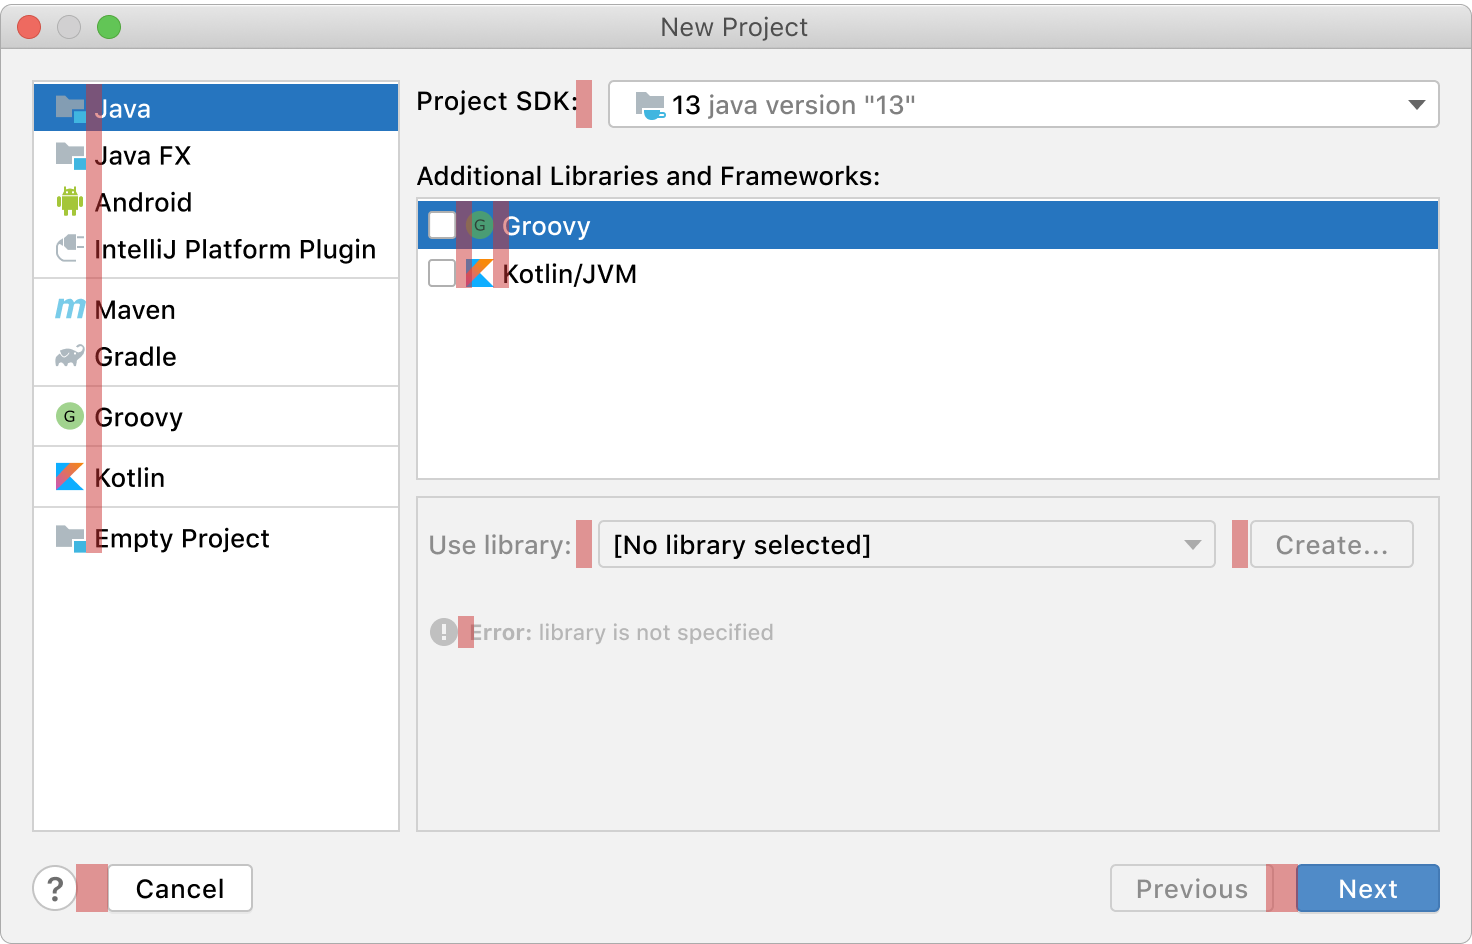 New Project
Java
Java FX
Android
IntelliJ Platform Plugin
m Maven
Gradle
G Groovy
Kotlin
Empty Project
Project SDK: 13 java version "13"
Additional Libraries and Frameworks:
G Groovy
Kotlin/JVM
Use library: [No library selected] Create...
! Error: library is not specified
? Cancel Previous Next